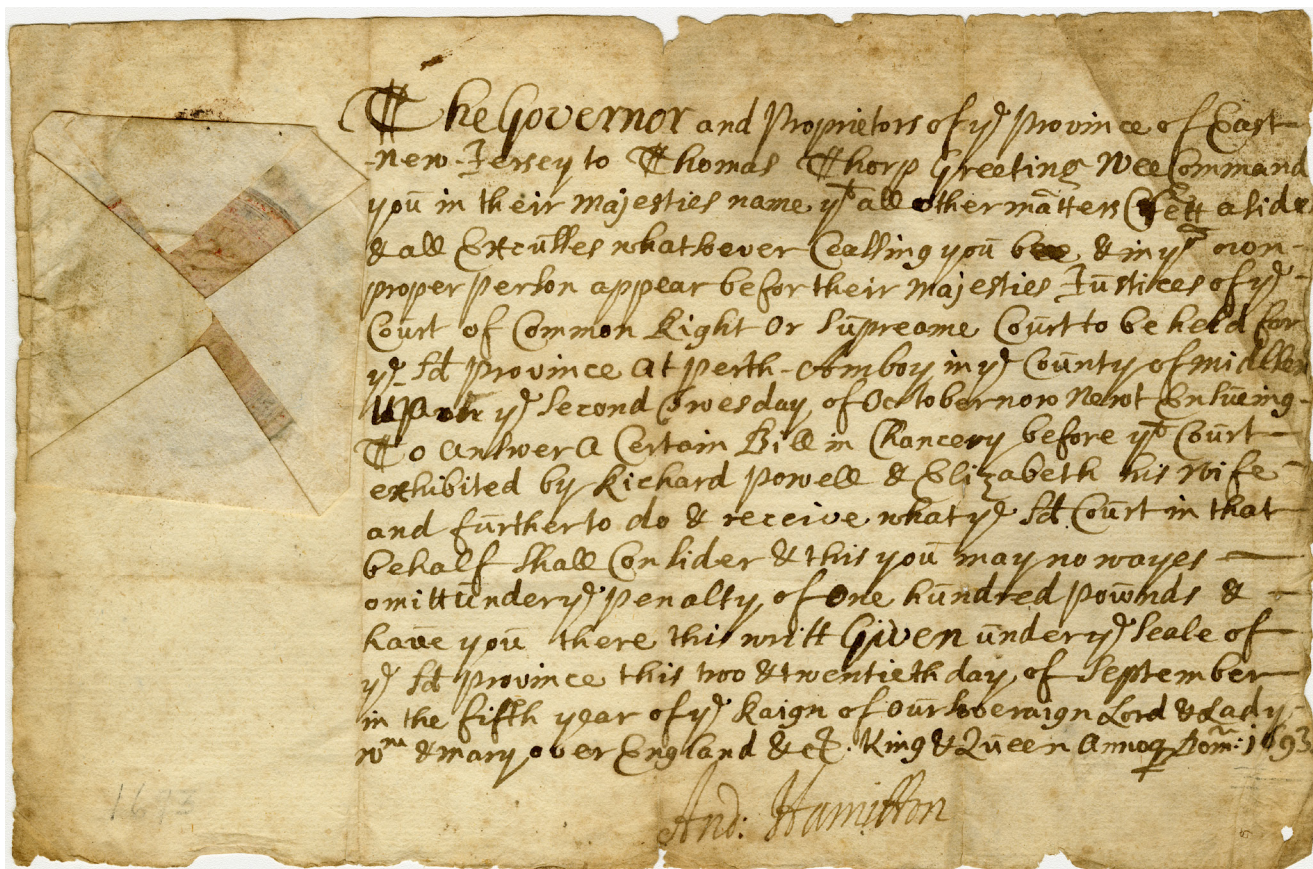 The Governor and Proprietors of yᵉ Province of East
-New-Jersey to Thomas Thorp Greeting Wee Command
you in their Majesties name yᵗ all other matters Sett aside
& all Excusses whatsoever Ceassing you bee, & in yʳ own
proper person appear befor their Majesties Justices of yᵉ
Court of Common Right Or Supreame Court to be held for
yᵉ Sd Province At Perth-Amboy in yᵉ County of Midlsex
Upon yᵉ Second Twesday of October now Next Ensueing
To Answer A Certain Bill in Chancery before yᵉ Court
exhibited by Richard Powell & Elizabeth his wife
and further to do & receive what yᵉ Sd Court in that
behalf Shall Consider & this you may no wayes
omitt under yᵉ Penalty of One hundred Pownds &
have you there this writt Given under yᵉ Seale of
yᵉ Sd Province this two & twentieth day of September
in the fifth year of yᵉ Raign of Our Soveraign Lord & Lady
Wᵐ & Mary over England &c. King & Queen Annoq Dom: 1693
And: Hamilton